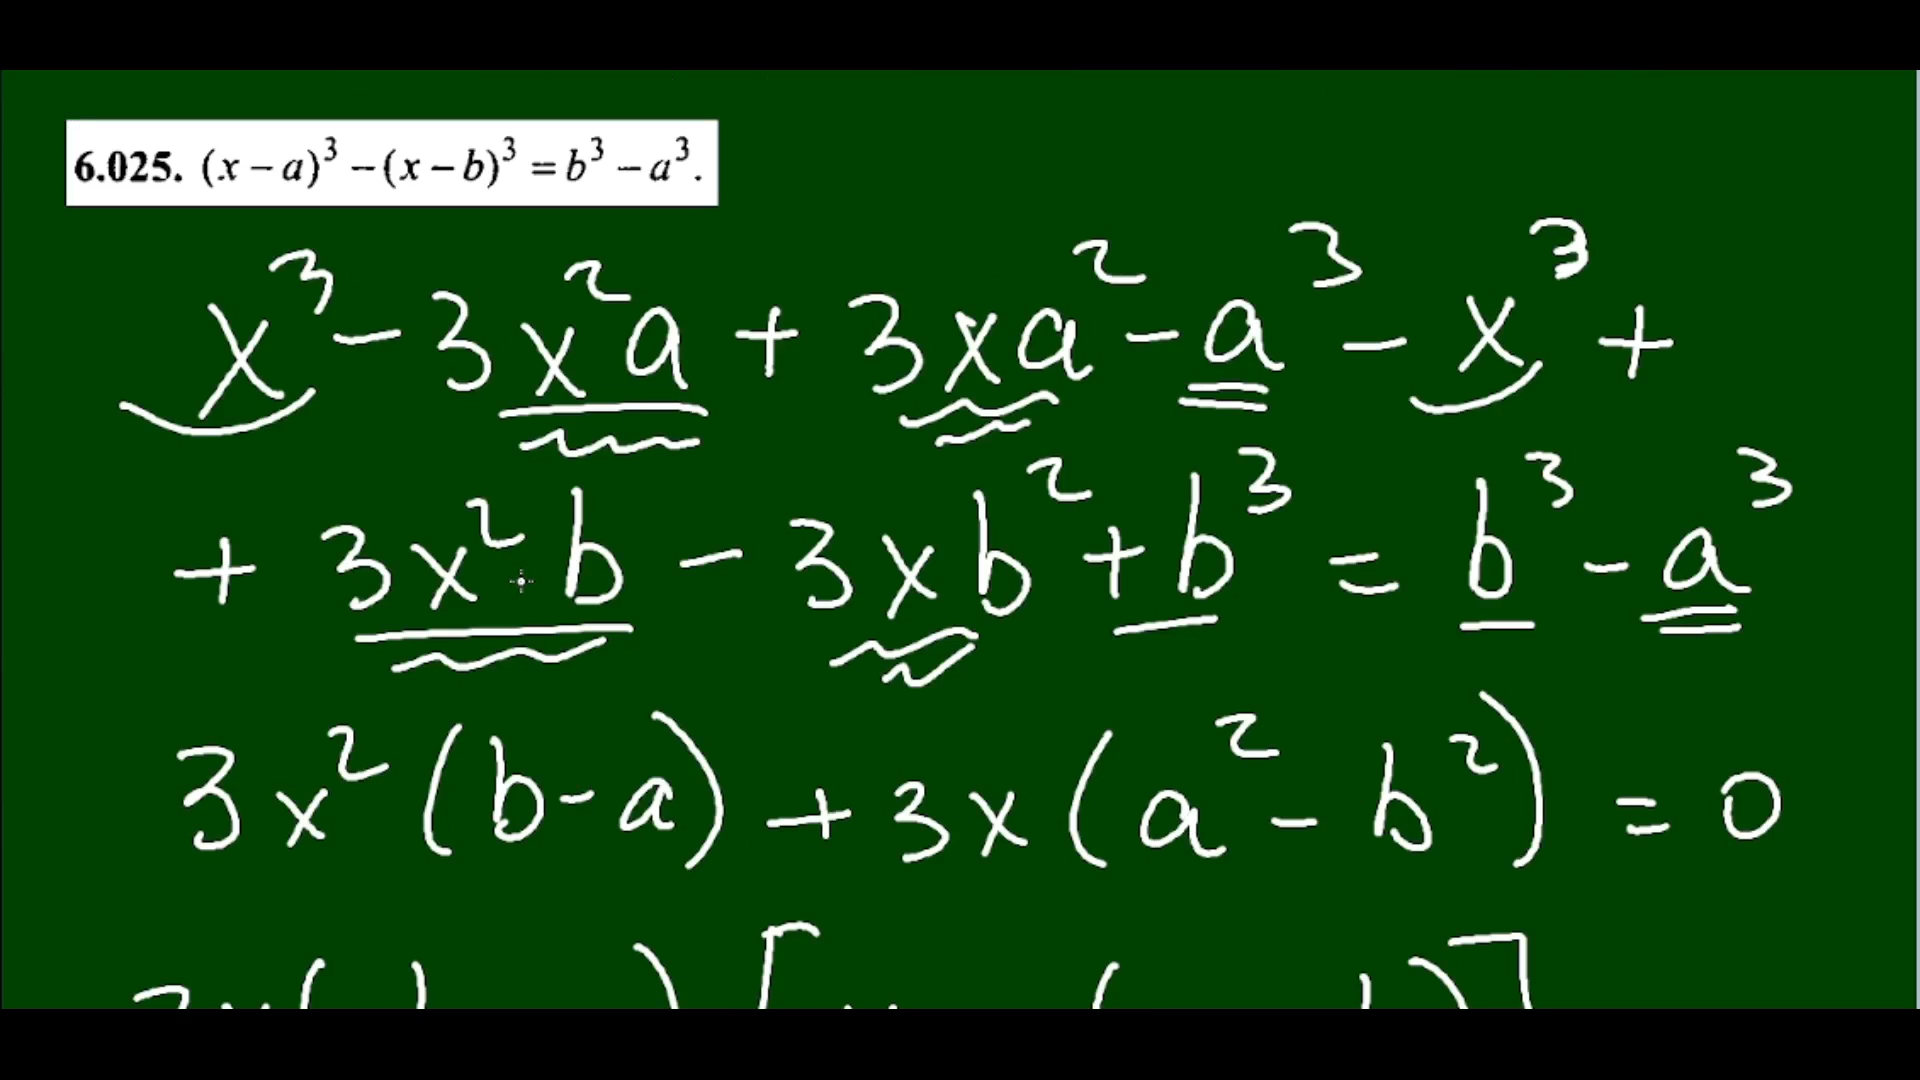 6.025. (x − a)³ − (x − b)³ = b³ − a³.
x³ − 3x²a + 3xa² − a³ − x³ +
+ 3x²b − 3xb² + b³ = b³ − a³
3x²(b − a) + 3x(a² − b²) = 0